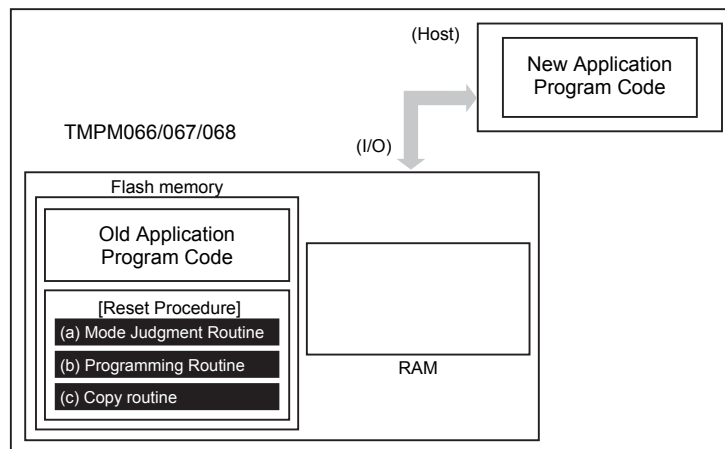 (Host)
New Application
Program Code
TMPM066/067/068
(I/O)
Flash memory
Old Application
Program Code
[Reset Procedure]
(a) Mode Judgment Routine
(b) Programming Routine
(c) Copy routine
RAM